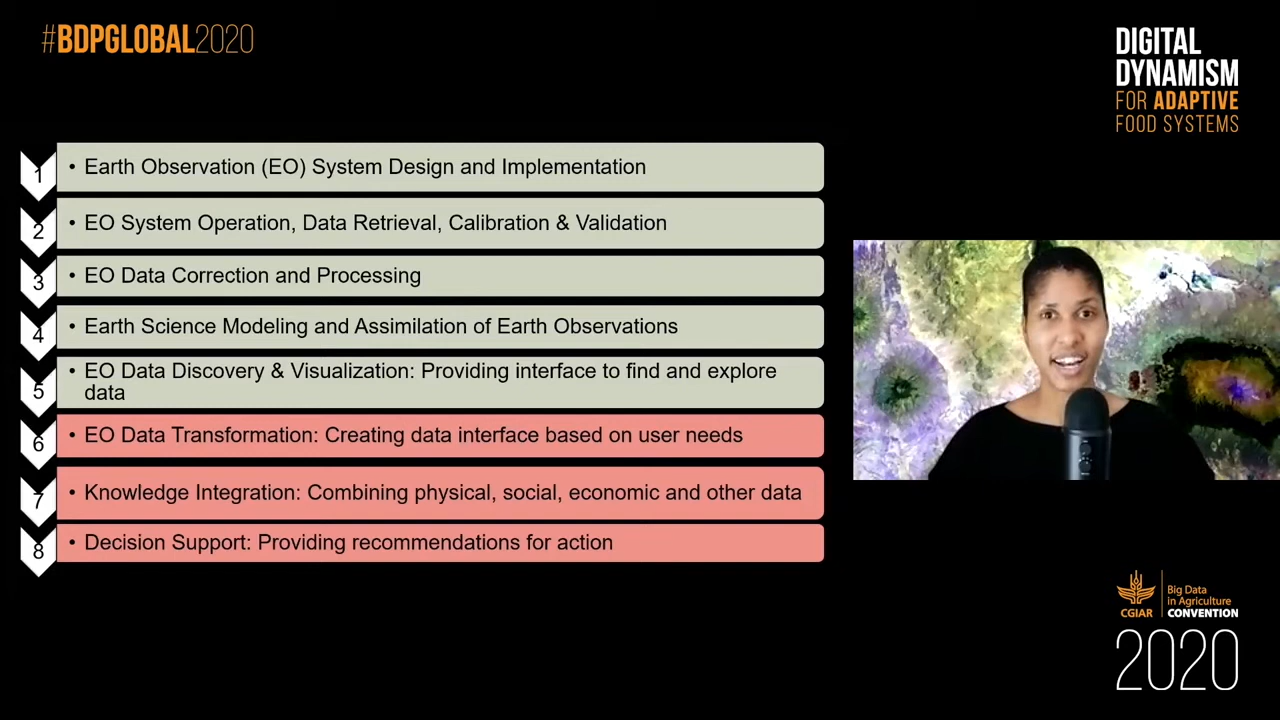 #BDPGLOBAL2020
DIGITAL
DYNAMISM
FOR ADAPTIVE
FOOD SYSTEMS
1
• Earth Observation (EO) System Design and Implementation
2
• EO System Operation, Data Retrieval, Calibration & Validation
3
• EO Data Correction and Processing
4
• Earth Science Modeling and Assimilation of Earth Observations
5
• EO Data Discovery & Visualization: Providing interface to find and explore
data
6
• EO Data Transformation: Creating data interface based on user needs
7
• Knowledge Integration: Combining physical, social, economic and other data
8
• Decision Support: Providing recommendations for action
CGIAR
Big Data
in Agriculture
CONVENTION
2020